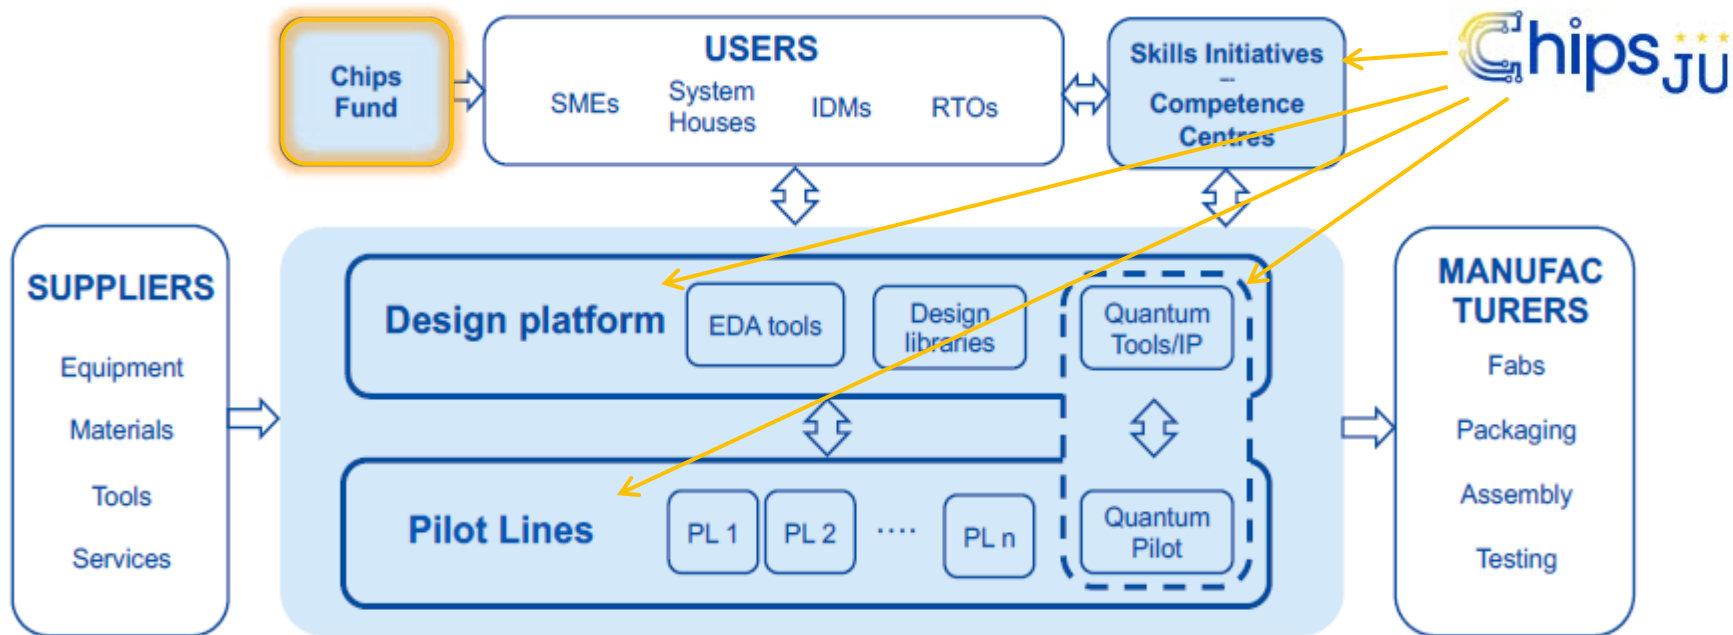 Chips
Fund
USERS
SMEs
System
Houses
IDMs
RTOs
Skills Initiatives
---
Competence
Centres
Chips JU
SUPPLIERS
Equipment
Materials
Tools
Services
Design platform
EDA tools
Design
libraries
Quantum
Tools/IP
Pilot Lines
PL 1
PL 2
....
PL n
Quantum
Pilot
MANUFAC
TURERS
Fabs
Packaging
Assembly
Testing